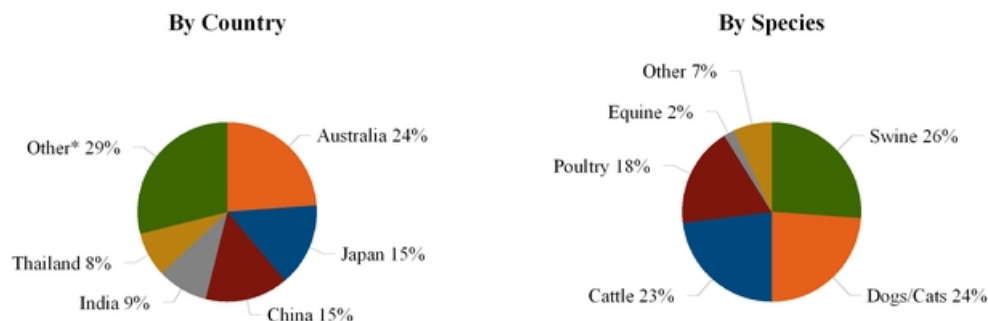 By Country
Other* 29%
Australia 24%
Thailand 8%
Japan 15%
India 9%
China 15%
By Species
Other 7%
Equine 2%
Swine 26%
Poultry 18%
Cattle 23%
Dogs/Cats 24%